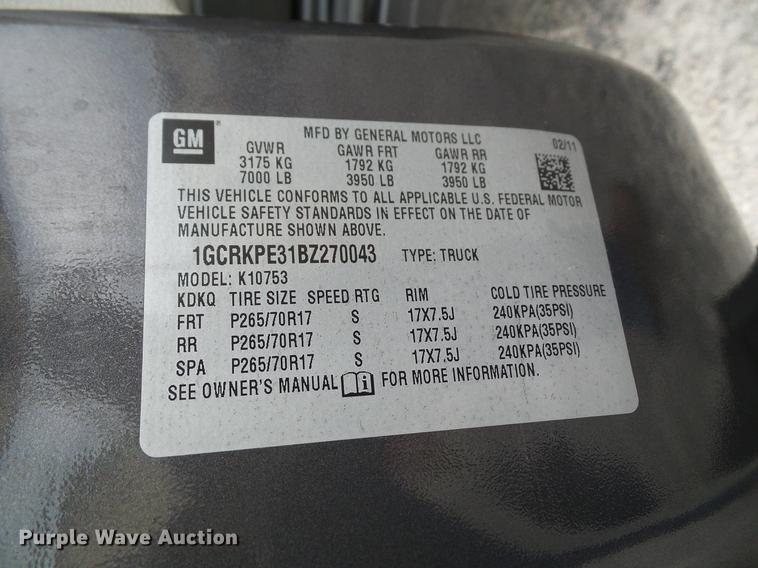 GM
MFD BY GENERAL MOTORS LLC
02/11
GVWR GAWR FRT GAWR RR
3175 KG 1792 KG 1792 KG
7000 LB 3950 LB 3950 LB
THIS VEHICLE CONFORMS TO ALL APPLICABLE U.S. FEDERAL MOTOR
VEHICLE SAFETY STANDARDS IN EFFECT ON THE DATE OF
MANUFACTURE SHOWN ABOVE.
1GCRKPE31BZ270043 TYPE: TRUCK
MODEL: K10753
KDKQ TIRE SIZE SPEED RTG RIM COLD TIRE PRESSURE
FRT P265/70R17 S 17X7.5J 240KPA(35PSI)
RR P265/70R17 S 17X7.5J 240KPA(35PSI)
SPA P265/70R17 S 17X7.5J 240KPA(35PSI)
SEE OWNER'S MANUAL i FOR MORE INFORMATION.
Purple Wave Auction